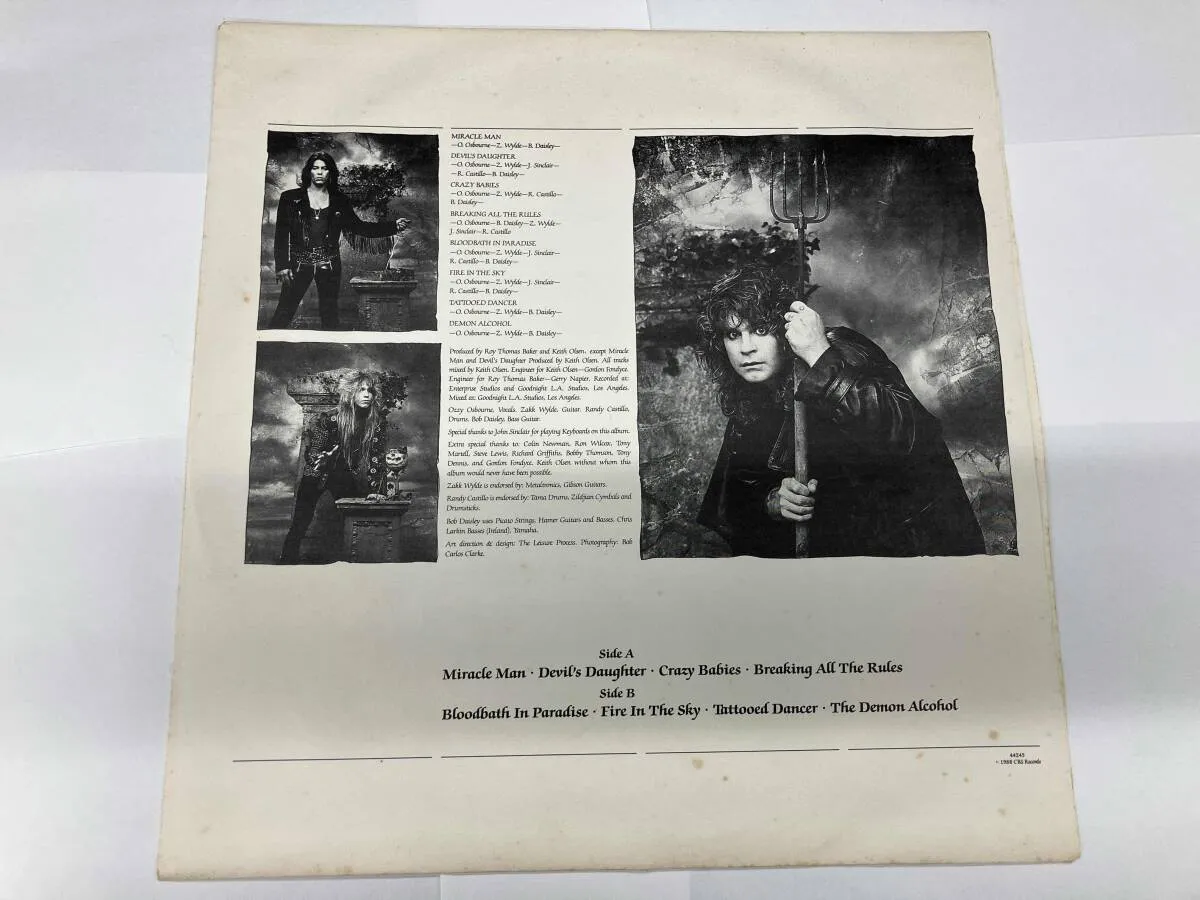 MIRACLE MAN
—O. Osbourne—Z. Wylde—B. Daisley—
DEVIL'S DAUGHTER
—O. Osbourne—Z. Wylde—J. Sinclair—
—R. Castillo—B. Daisley—
CRAZY BABIES
—O. Osbourne—Z. Wylde—R. Castillo—
B. Daisley—
BREAKING ALL THE RULES
—O. Osbourne—B. Daisley—Z. Wylde—
J. Sinclair—R. Castillo
BLOODBATH IN PARADISE
—O. Osbourne—Z. Wylde—J. Sinclair—
R. Castillo—B. Daisley—
FIRE IN THE SKY
—O. Osbourne—Z. Wylde—J. Sinclair—
R. Castillo—B. Daisley—
TATTOOED DANCER
—O. Osbourne—Z. Wylde—B. Daisley—
DEMON ALCOHOL
—O. Osbourne—Z. Wylde—B. Daisley—
Produced by Roy Thomas Baker and Keith Olsen, except Miracle
Man and Devil's Daughter Produced by Keith Olsen. All tracks
mixed by Keith Olsen. Engineer for Keith Olsen—Gordon Fordyce.
Engineer for Roy Thomas Baker—Gerry Napier. Recorded at:
Enterprise Studios and Goodnight L.A. Studios, Los Angeles.
Mixed at: Goodnight L.A. Studios, Los Angeles.
Ozzy Osbourne, Vocals. Zakk Wylde, Guitar. Randy Castillo,
Drums. Bob Daisley, Bass Guitar.
Special thanks to John Sinclair for playing Keyboards on this album.
Extra special thanks to: Colin Newman, Ron Wilcox, Tony
Martell, Steve Lewis, Richard Griffiths, Bobby Thomson, Tony
Dennis, and Gordon Fordyce. Keith Olsen without whom this
album would never have been possible.
Zakk Wylde is endorsed by: Metaltronics, Gibson Guitars.
Randy Castillo is endorsed by: Tama Drums, Zildjian Cymbals and
Drumsticks.
Bob Daisley uses Picato Strings, Hamer Guitars and Basses. Chris
Larkin Basses (Ireland), Yamaha.
Art direction & design: The Leisure Process. Photography: Bob
Carlos Clarke.
Side A
Miracle Man · Devil's Daughter · Crazy Babies · Breaking All The Rules
Side B
Bloodbath In Paradise · Fire In The Sky · Tattooed Dancer · The Demon Alcohol
44245
© 1988 CBS Records